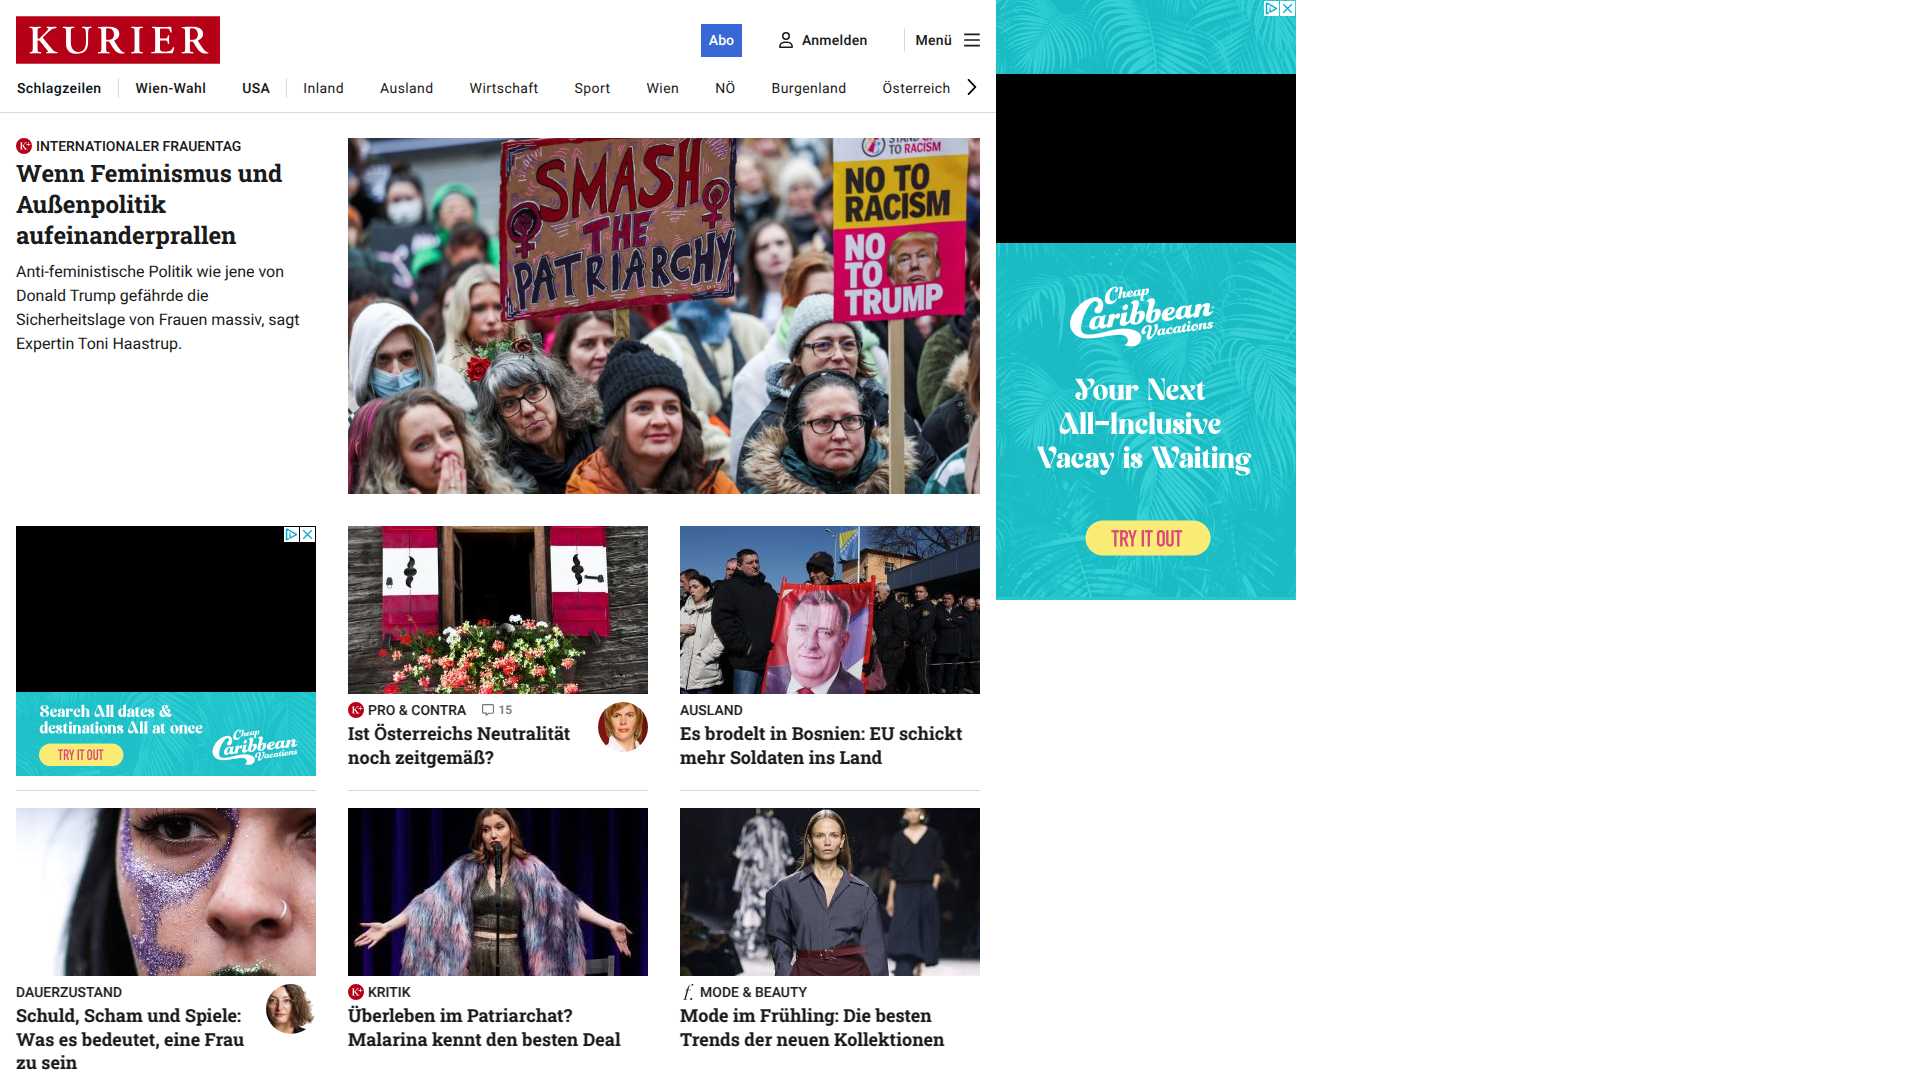 KURIER
Abo
Anmelden
Menü
Schlagzeilen
Wien-Wahl
USA
Inland
Ausland
Wirtschaft
Sport
Wien
NÖ
Burgenland
Österreich
K+ INTERNATIONALER FRAUENTAG
Wenn Feminismus und
Außenpolitik
aufeinanderprallen
Anti-feministische Politik wie jene von
Donald Trump gefährde die
Sicherheitslage von Frauen massiv, sagt
Expertin Toni Haastrup.
SMASH
THE
PATRIARCHY
TO RACISM
NO TO
RACISM
NO
TO
TRUMP
Cheap
Caribbean
Vacations
Your Next
All-Inclusive
Vacay is Waiting
TRY IT OUT
Search All dates &
destinations All at once
TRY IT OUT
Cheap
Caribbean
Vacations
K+ PRO & CONTRA 15
Ist Österreichs Neutralität
noch zeitgemäß?
AUSLAND
Es brodelt in Bosnien: EU schickt
mehr Soldaten ins Land
DAUERZUSTAND
Schuld, Scham und Spiele:
Was es bedeutet, eine Frau
zu sein
K+ KRITIK
Überleben im Patriarchat?
Malarina kennt den besten Deal
f. MODE & BEAUTY
Mode im Frühling: Die besten
Trends der neuen Kollektionen